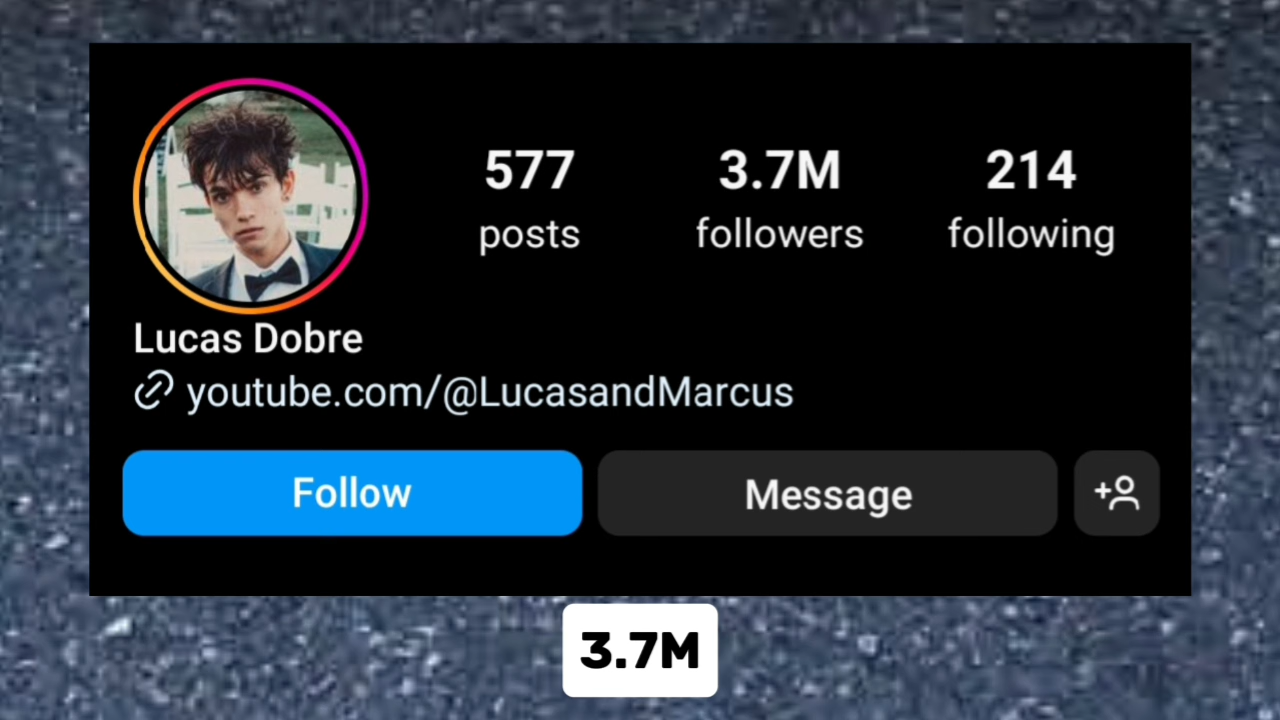 577 3.7M 214
posts followers following
Lucas Dobre
youtube.com/@LucasandMarcus
Follow Message
3.7M